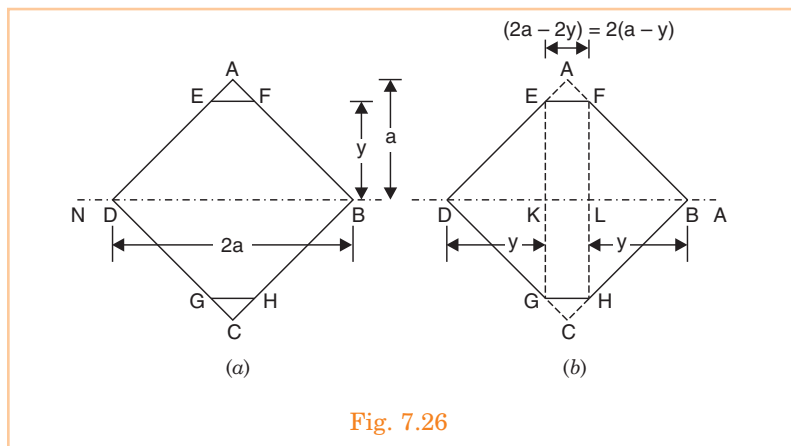 (2a – 2y) = 2(a – y)
A
E F
y
a
N D B
2a
G H
C
(a)
A
E F
D K L B A
y y
G H
C
(b)
Fig. 7.26